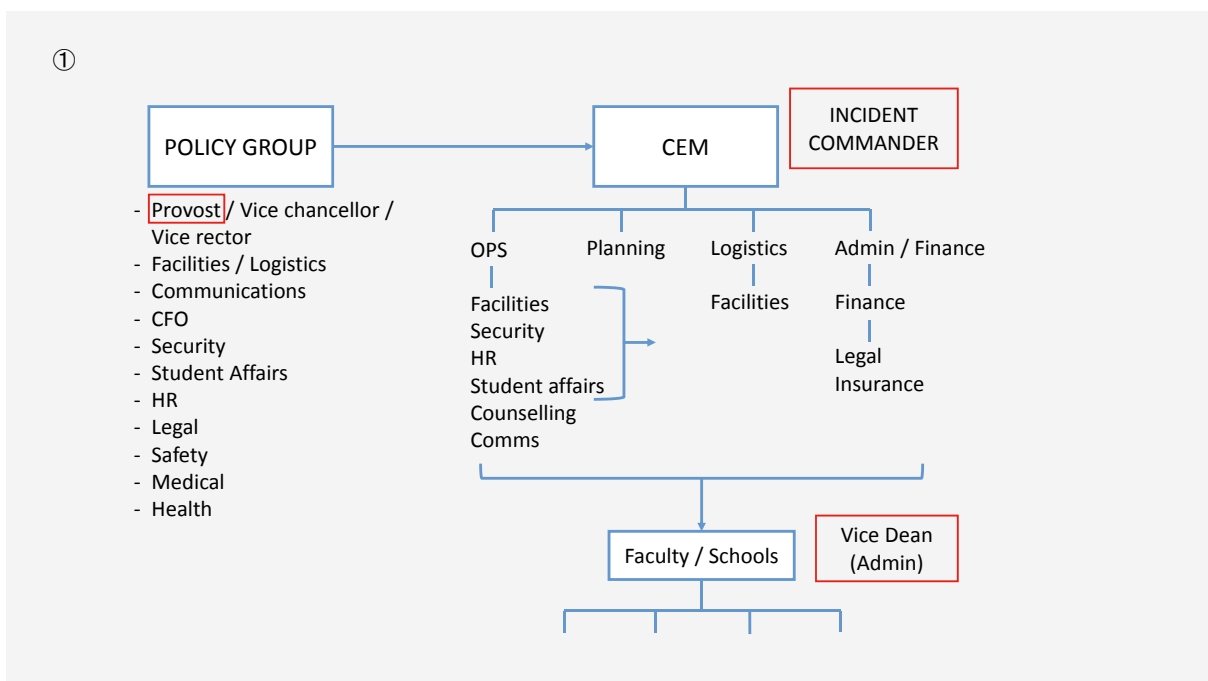 ①
POLICY GROUP
CEM
INCIDENT
COMMANDER
- Provost / Vice chancellor /
Vice rector
- Facilities / Logistics
- Communications
- CFO
- Security
- Student Affairs
- HR
- Legal
- Safety
- Medical
- Health
OPS
Facilities
Security
HR
Student affairs
Counselling
Comms
Planning
Logistics
Facilities
Admin / Finance
Finance
Legal
Insurance
Faculty / Schools
Vice Dean
(Admin)